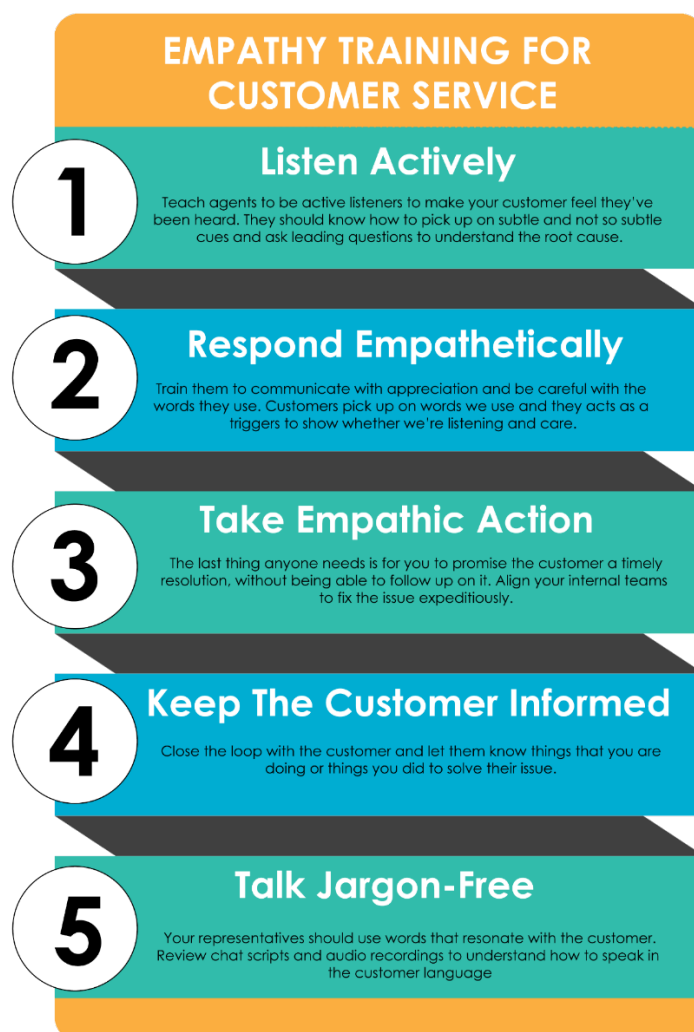 EMPATHY TRAINING FOR
CUSTOMER SERVICE
1
Listen Actively
Teach agents to be active listeners to make your customer feel they've
been heard. They should know how to pick up on subtle and not so subtle
cues and ask leading questions to understand the root cause.
2
Respond Empathetically
Train them to communicate with appreciation and be careful with the
words they use. Customers pick up on words we use and they acts as a
triggers to show whether we're listening and care.
3
Take Empathic Action
The last thing anyone needs is for you to promise the customer a timely
resolution, without being able to follow up on it. Align your internal teams
to fix the issue expeditiously.
4
Keep The Customer Informed
Close the loop with the customer and let them know things that you are
doing or things you did to solve their issue.
5
Talk Jargon-Free
Your representatives should use words that resonate with the customer.
Review chat scripts and audio recordings to understand how to speak in
the customer language